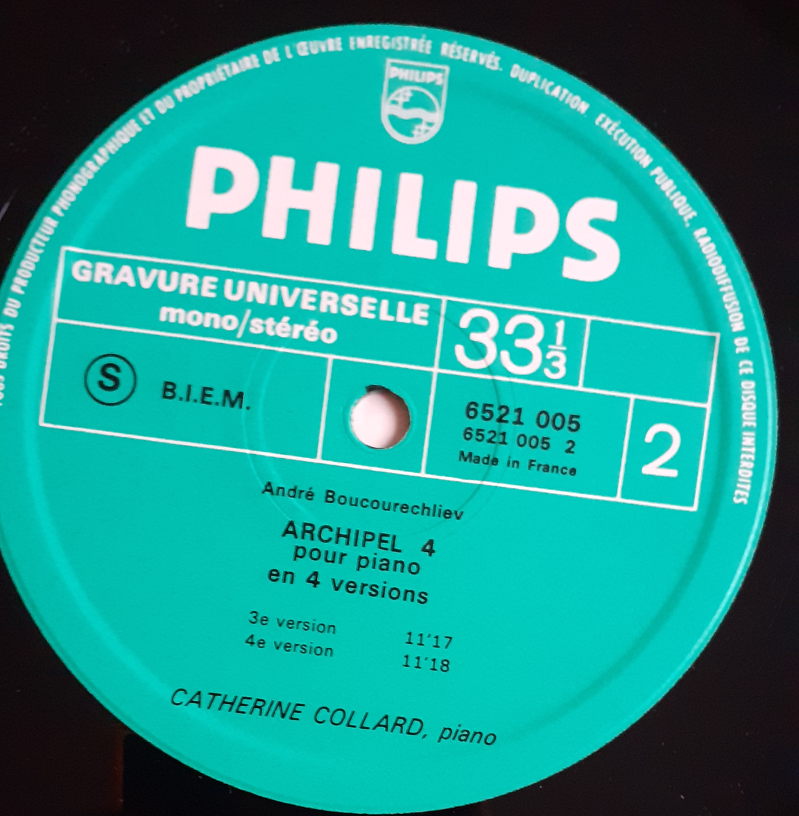 TOUS DROITS DU PRODUCTEUR PHONOGRAPHIQUE ET DU PROPRIÉTAIRE DE L'ŒUVRE ENREGISTRÉE RÉSERVÉS. DUPLICATION, EXÉCUTION PUBLIQUE, RADIODIFFUSION DE CE DISQUE INTERDITES
PHILIPS
PHILIPS
GRAVURE UNIVERSELLE
mono/stéréo
33 1/3
S
B.I.E.M.
6521 005
6521 005 2
Made in France
2
André Boucourechliev
ARCHIPEL 4
pour piano
en 4 versions
3e version 11'17
4e version 11'18
CATHERINE COLLARD, piano